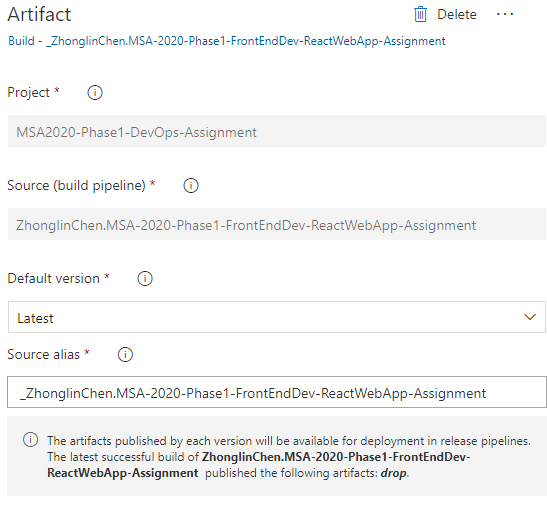 Artifact
Delete ...
Build - _ZhonglinChen.MSA-2020-Phase1-FrontEndDev-ReactWebApp-Assignment
Project *
MSA2020-Phase1-DevOps-Assignment
Source (build pipeline) *
ZhonglinChen.MSA-2020-Phase1-FrontEndDev-ReactWebApp-Assignment
Default version *
Latest
Source alias *
_ZhonglinChen.MSA-2020-Phase1-FrontEndDev-ReactWebApp-Assignment
The artifacts published by each version will be available for deployment in release pipelines.
The latest successful build of ZhonglinChen.MSA-2020-Phase1-FrontEndDev-
ReactWebApp-Assignment published the following artifacts: drop.